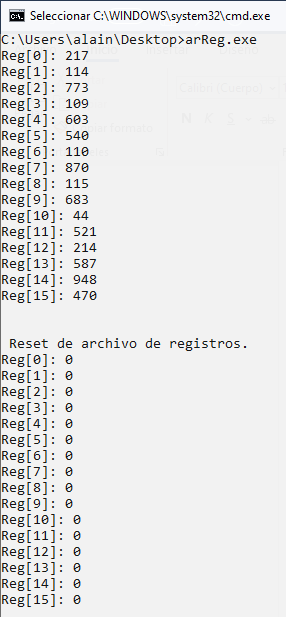 Seleccionar C:\WINDOWS\system32\cmd.exe
C:\Users\alain\Desktop>arReg.exe
Reg[0]: 217
Reg[1]: 114
Reg[2]: 773
Reg[3]: 109
Reg[4]: 603
Reg[5]: 540
Reg[6]: 110
Reg[7]: 870
Reg[8]: 115
Reg[9]: 683
Reg[10]: 44
Reg[11]: 521
Reg[12]: 214
Reg[13]: 587
Reg[14]: 948
Reg[15]: 470
Reset de archivo de registros.
Reg[0]: 0
Reg[1]: 0
Reg[2]: 0
Reg[3]: 0
Reg[4]: 0
Reg[5]: 0
Reg[6]: 0
Reg[7]: 0
Reg[8]: 0
Reg[9]: 0
Reg[10]: 0
Reg[11]: 0
Reg[12]: 0
Reg[13]: 0
Reg[14]: 0
Reg[15]: 0